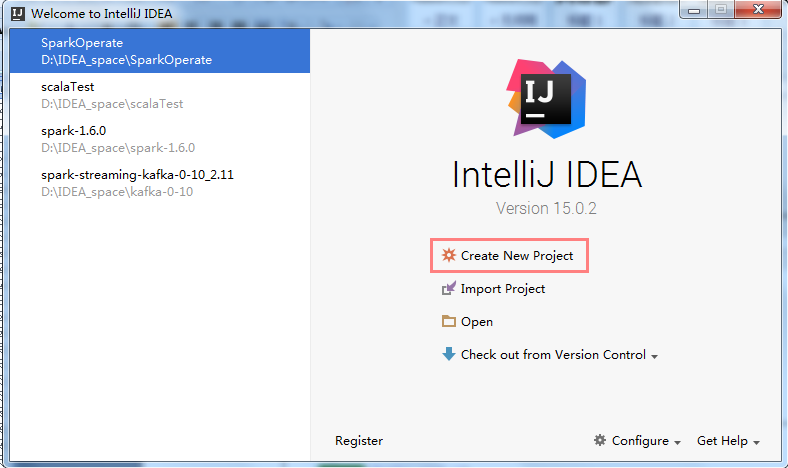 Welcome to IntelliJ IDEA
SparkOperate
D:\IDEA_space\SparkOperate
scalaTest
D:\IDEA_space\scalaTest
spark-1.6.0
D:\IDEA_space\spark-1.6.0
spark-streaming-kafka-0-10_2.11
D:\IDEA_space\kafka-0-10
IJ
IntelliJ IDEA
Version 15.0.2
Create New Project
Import Project
Open
Check out from Version Control
Register
Configure
Get Help